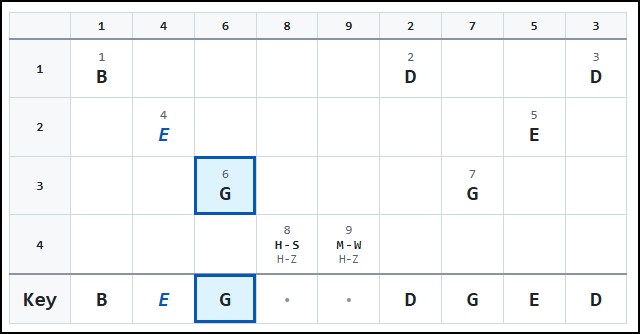 1 4 6 8 9 2 7 5 3
1 2 3
1 B D D
4 5
2 E E
6 7
3 G G
8 9
4 H-S M-W
H-Z H-Z
Key B E G • • D G E D